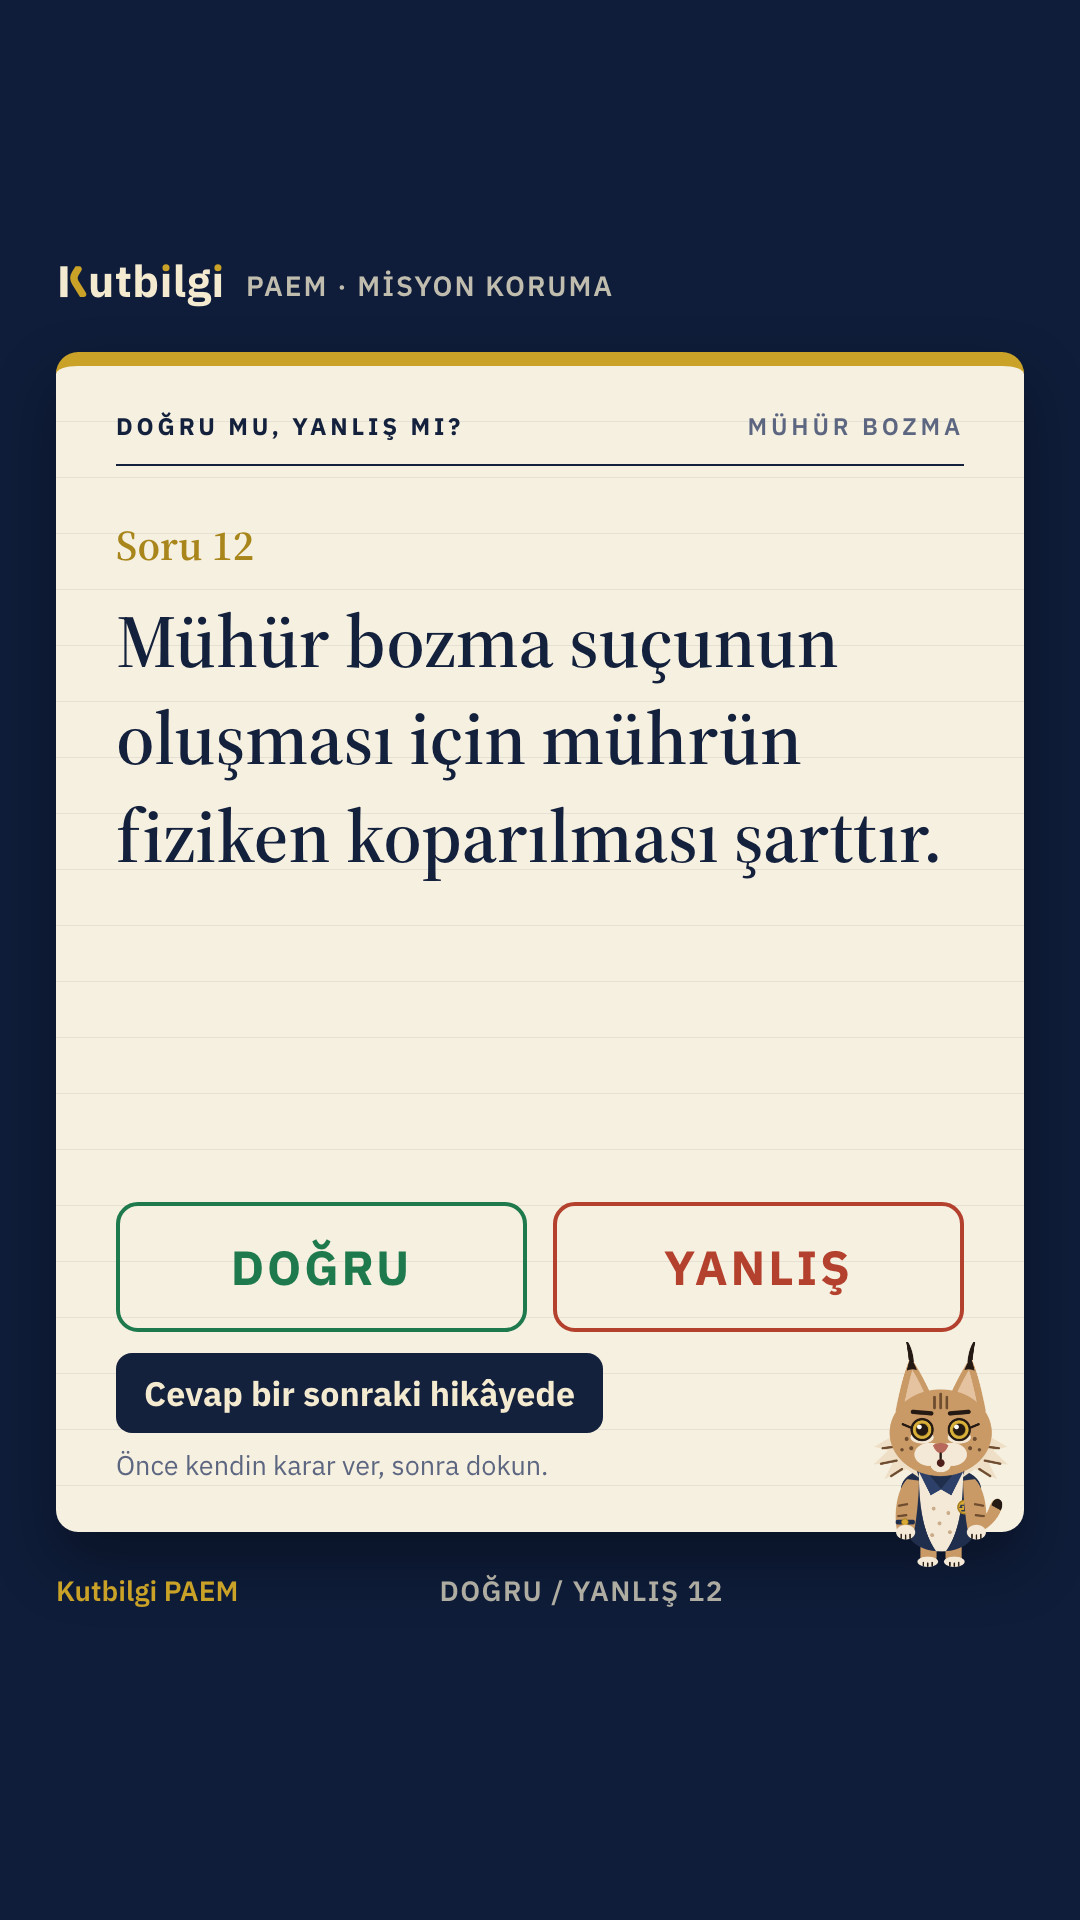 Kutbilgi PAEM · MİSYON KORUMA
DOĞRU MU, YANLIŞ MI? MÜHÜR BOZMA
Soru 12
Mühür bozma suçunun
oluşması için mührün
fiziken koparılması şarttır.
DOĞRU YANLIŞ
Cevap bir sonraki hikâyede
Önce kendin karar ver, sonra dokun.
Kutbilgi PAEM DOĞRU / YANLIŞ 12